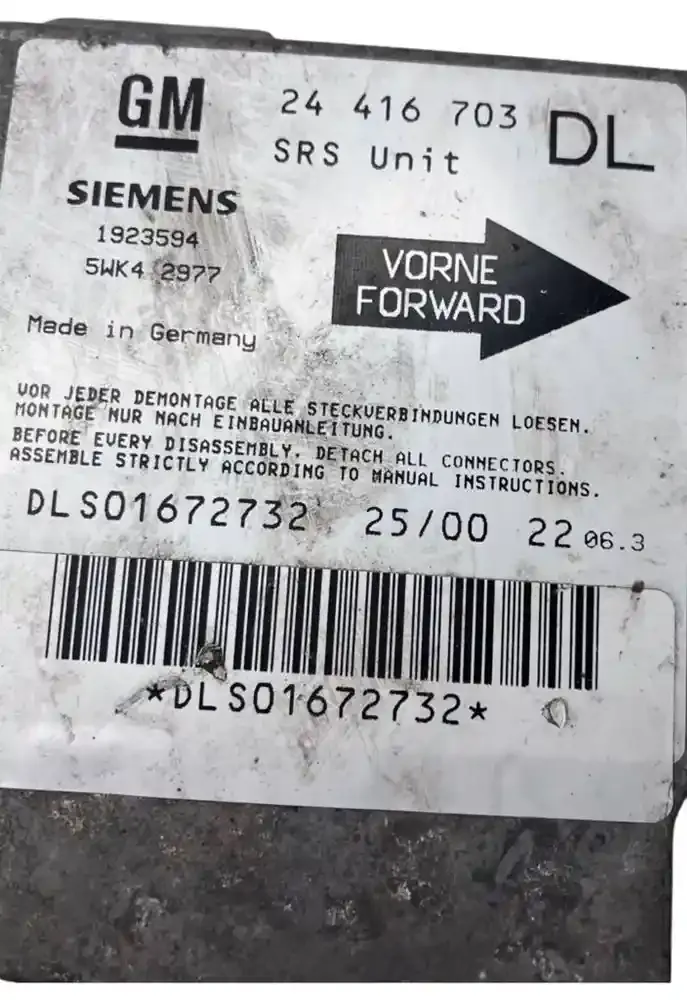 GM
24 416 703 DL
SRS Unit
SIEMENS
1923594
5WK4 2977
VORNE
FORWARD
Made in Germany
VOR JEDER DEMONTAGE ALLE STECKVERBINDUNGEN LOESEN.
MONTAGE NUR NACH EINBAUANLEITUNG.
BEFORE EVERY DISASSEMBLY, DETACH ALL CONNECTORS.
ASSEMBLE STRICTLY ACCORDING TO MANUAL INSTRUCTIONS.
DLS01672732 25/00 22 06.3
*DLS01672732*